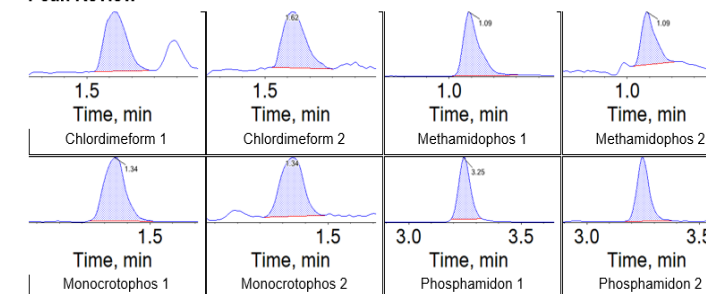 1.62
1.09
1.09
1.5
1.5
1.0
1.0
Time, min
Time, min
Time, min
Time, min
Chlordimeform 1
Chlordimeform 2
Methamidophos 1
Methamidophos 2
1.34
1.34
3.25
1.5
1.5
3.0
3.5
3.0
3.5
Time, min
Time, min
Time, min
Time, min
Monocrotophos 1
Monocrotophos 2
Phosphamidon 1
Phosphamidon 2